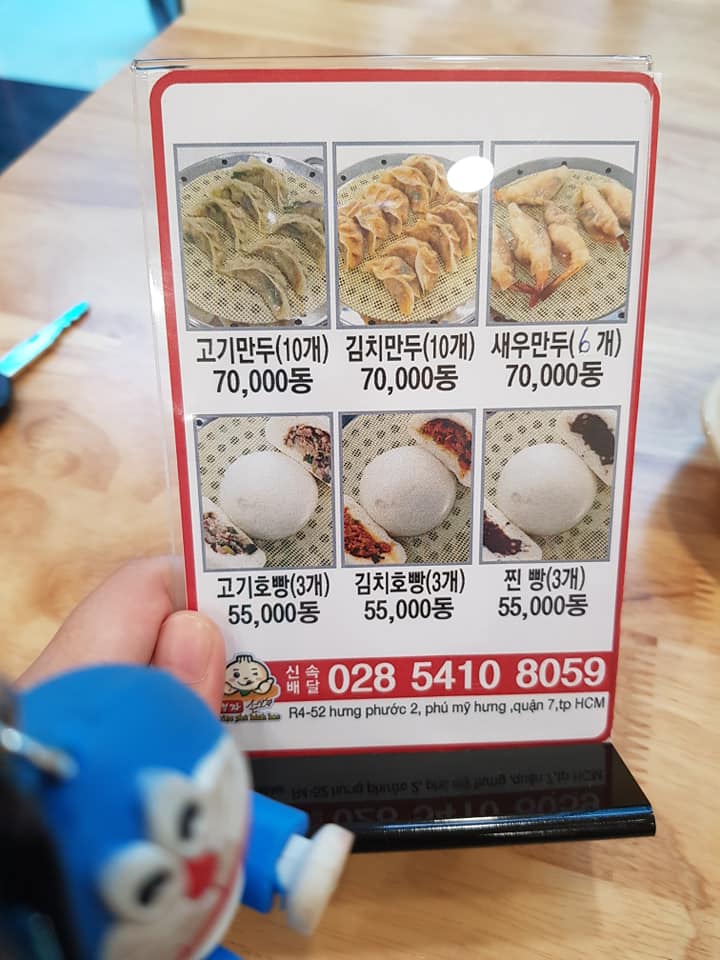 고기만두(10개)
70,000동
김치만두(10개)
70,000동
새우만두(6개)
70,000동
고기호빵(3개)
55,000동
김치호빵(3개)
55,000동
찐 빵(3개)
55,000동
신속
배달
028 5410 8059
R4-52 hưng phước 2, phú mỹ hưng ,quận 7,tp HCM